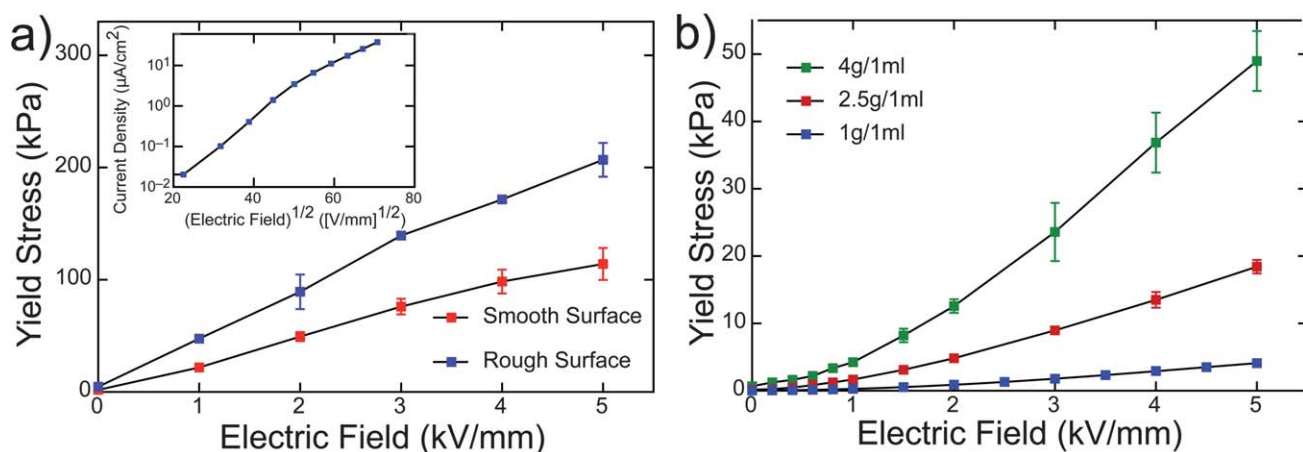 a)
Yield Stress (kPa)
300
200
100
0
0 1 2 3 4 5
Electric Field (kV/mm)
Smooth Surface
Rough Surface
Current Density (μA/cm²)
10¹
10⁰
10⁻¹
10⁻²
20 40 60 80
(Electric Field)^1/2 ([V/mm]^1/2)
b)
Yield Stress (kPa)
50
40
30
20
10
0
0 1 2 3 4 5
Electric Field (kV/mm)
4g/1ml
2.5g/1ml
1g/1ml